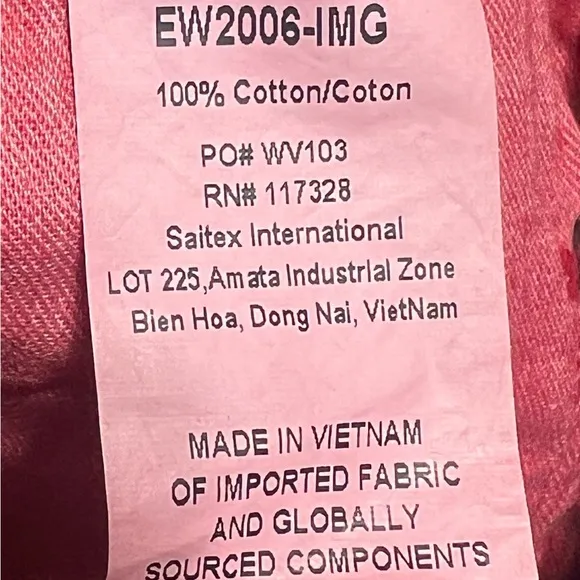 EW2006-IMG
100% Cotton/Coton
PO# WV103
RN# 117328
Saitex International
LOT 225,Amata Industrial Zone
Bien Hoa, Dong Nai, VietNam
MADE IN VIETNAM
OF IMPORTED FABRIC
AND GLOBALLY
SOURCED COMPONENTS